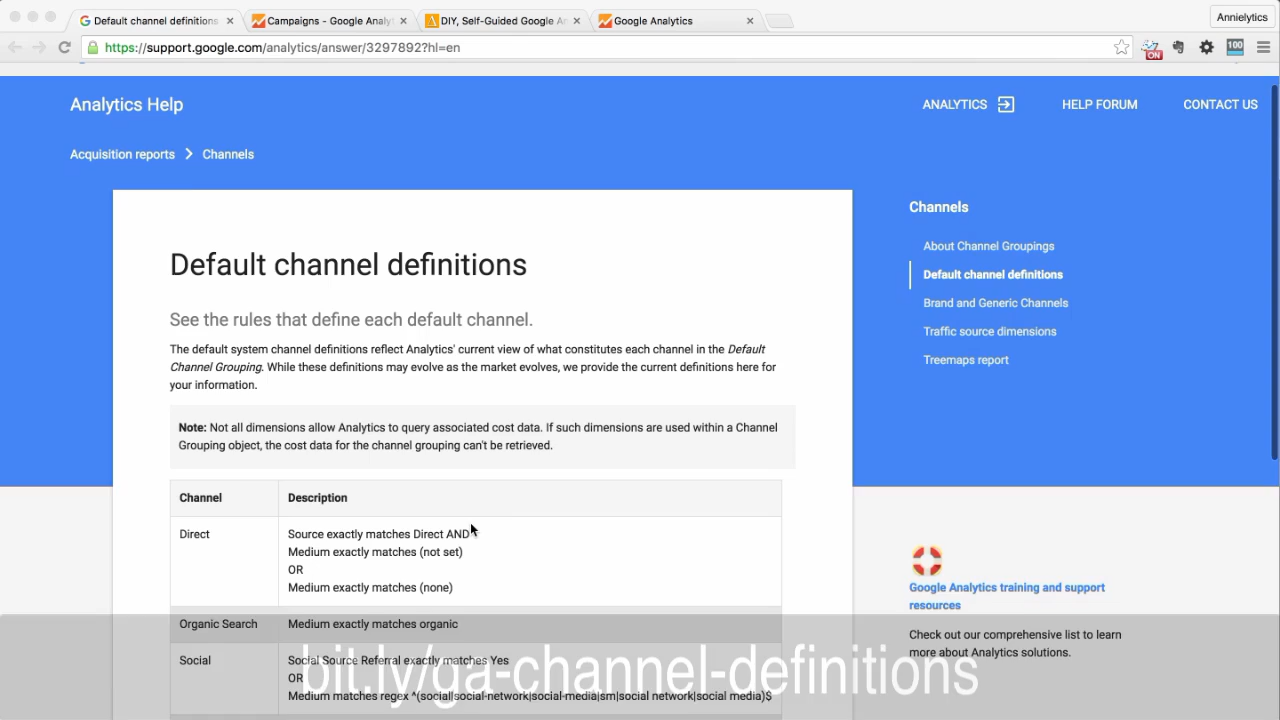 Default channel definitions
Campaigns - Google Analy
DIY, Self-Guided Google A
Google Analytics
Annielytics
https://support.google.com/analytics/answer/3297892?hl=en
ON
100
Analytics Help
ANALYTICS
HELP FORUM
CONTACT US
Acquisition reports
Channels
Default channel definitions
See the rules that define each default channel.
The default system channel definitions reflect Analytics' current view of what constitutes each channel in the Default
Channel Grouping. While these definitions may evolve as the market evolves, we provide the current definitions here for
your information.
Note: Not all dimensions allow Analytics to query associated cost data. If such dimensions are used within a Channel
Grouping object, the cost data for the channel grouping can't be retrieved.
Channel Description
Direct Source exactly matches Direct AND
Medium exactly matches (not set)
OR
Medium exactly matches (none)
Organic Search Medium exactly matches organic
Social Social Source Referral exactly matches Yes
OR
Medium matches regex ^(social|social-network|social-media|sm|social network|social media)$
Channels
About Channel Groupings
Default channel definitions
Brand and Generic Channels
Traffic source dimensions
Treemaps report
Google Analytics training and support
resources
Check out our comprehensive list to learn
more about Analytics solutions.
bit.ly/ga-channel-definitions